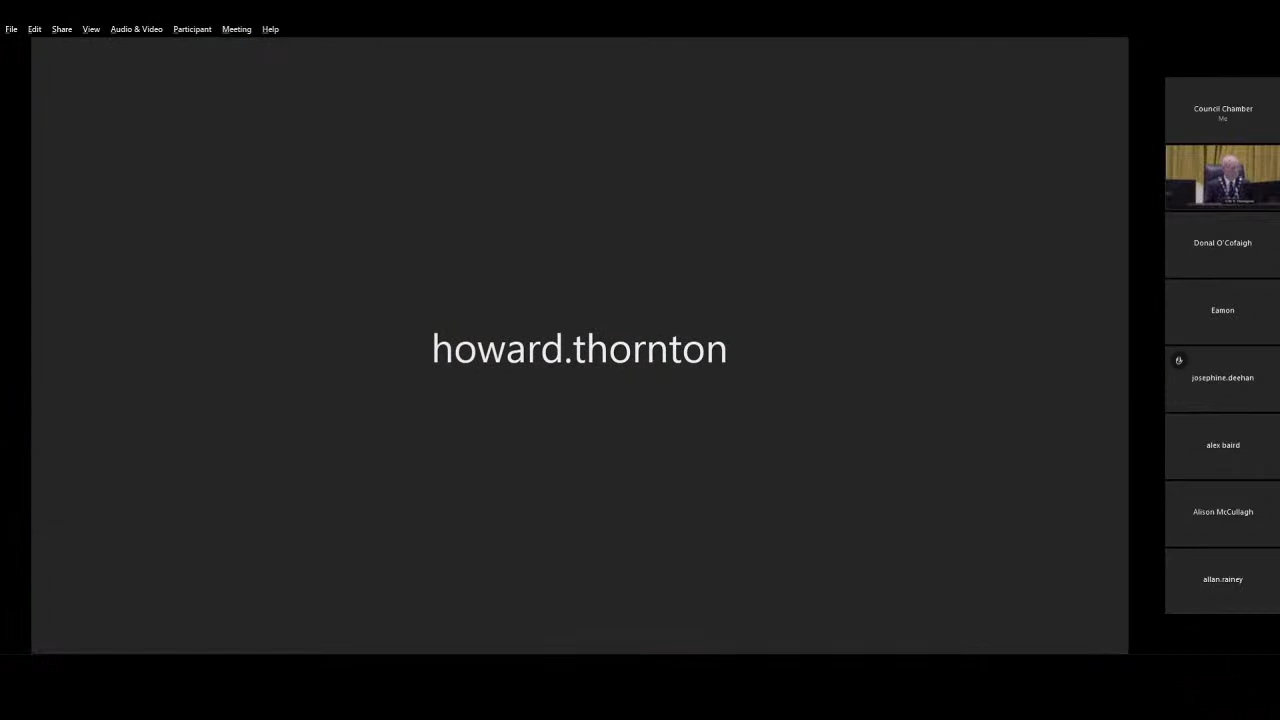 File Edit Share View Audio & Video Participant Meeting Help
howard.thornton
Council Chamber
Me
Donal O'Cofaigh
Eamon
josephine.deehan
alex baird
Alison McCullagh
allan.rainey